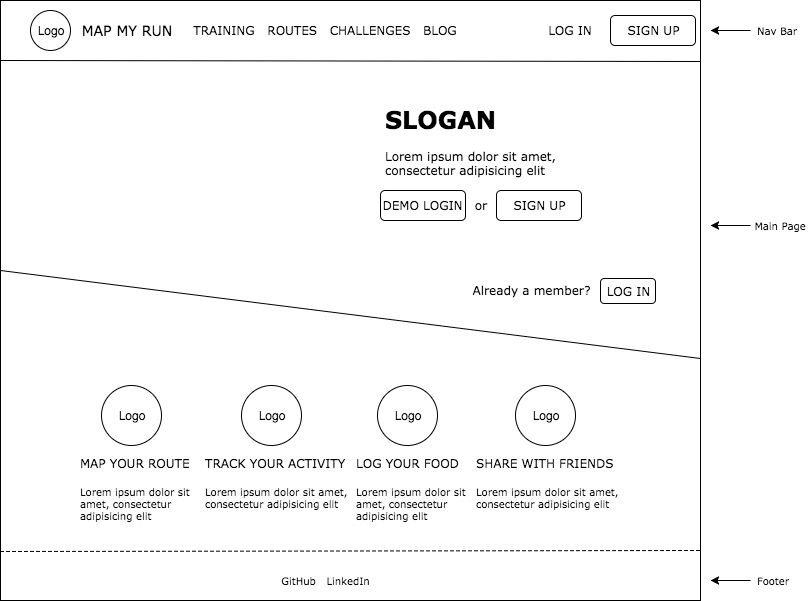 Logo MAP MY RUN TRAINING ROUTES CHALLENGES BLOG LOG IN SIGN UP
Nav Bar
SLOGAN
Lorem ipsum dolor sit amet,
consectetur adipisicing elit
DEMO LOGIN or SIGN UP
Main Page
Already a member? LOG IN
Logo
Logo
Logo
Logo
MAP YOUR ROUTE
TRACK YOUR ACTIVITY
LOG YOUR FOOD
SHARE WITH FRIENDS
Lorem ipsum dolor sit
amet, consectetur
adipisicing elit
Lorem ipsum dolor sit amet,
consectetur adipisicing elit
Lorem ipsum dolor sit
amet, consectetur
adipisicing elit
Lorem ipsum dolor sit amet,
consectetur adipisicing elit
GitHub LinkedIn
Footer